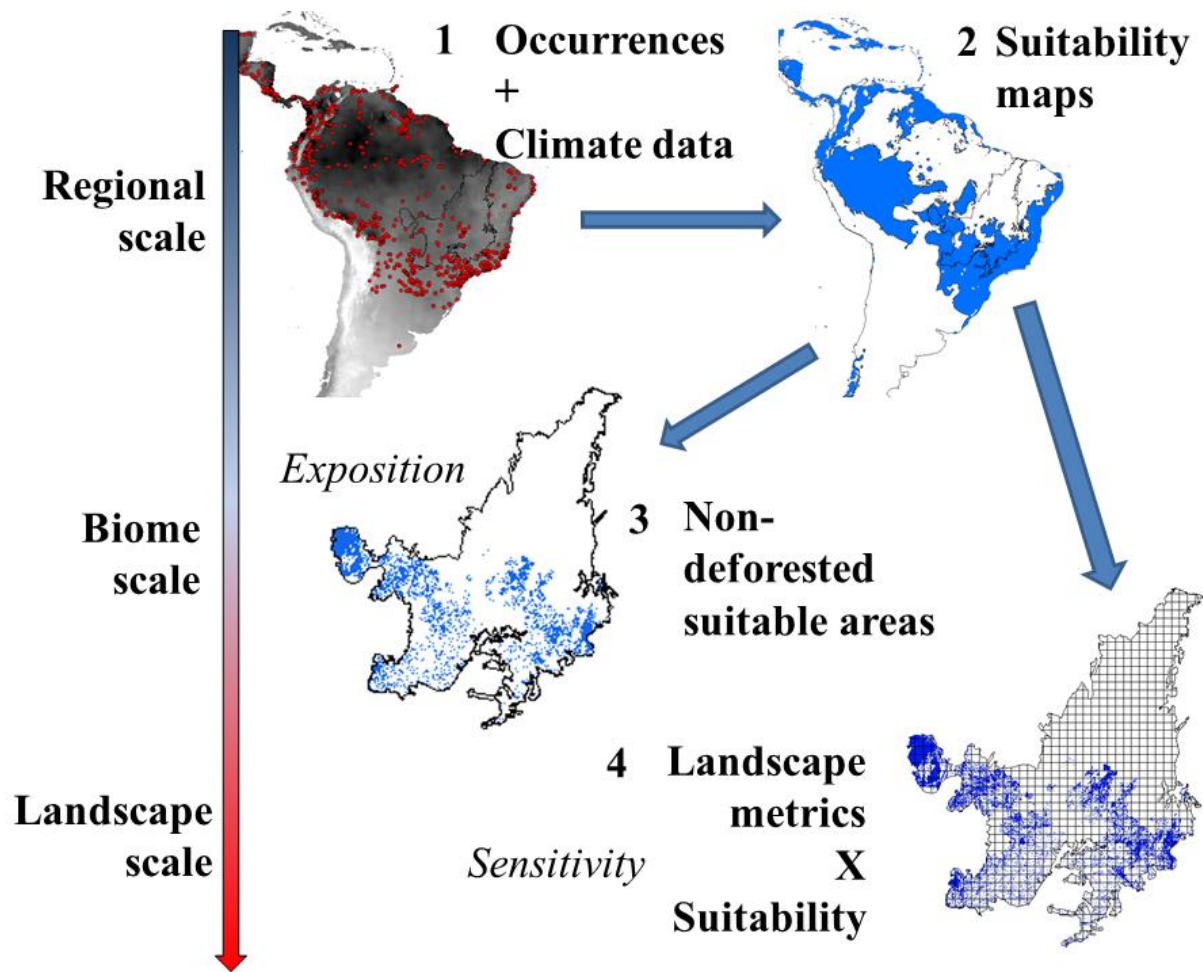 1 Occurrences
+
Climate data
2 Suitability
maps
Regional
scale
Exposition
3 Non-
deforested
suitable areas
Biome
scale
4 Landscape
metrics
X
Suitability
Sensitivity
Landscape
scale